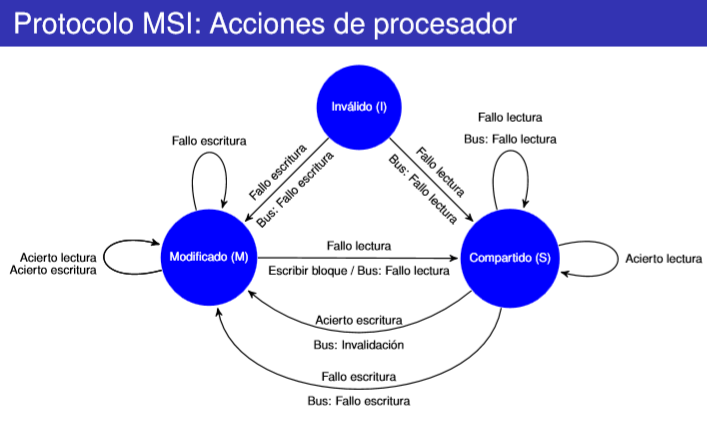 Protocolo MSI: Acciones de procesador
Inválido (I)
Fallo lectura
Bus: Fallo lectura
Fallo escritura
Fallo escritura
Bus: Fallo escritura
Fallo lectura
Bus: Fallo lectura
Acierto lectura
Acierto escritura
Modificado (M)
Fallo lectura
Escribir bloque / Bus: Fallo lectura
Compartido (S)
Acierto lectura
Acierto escritura
Bus: Invalidación
Fallo escritura
Bus: Fallo escritura